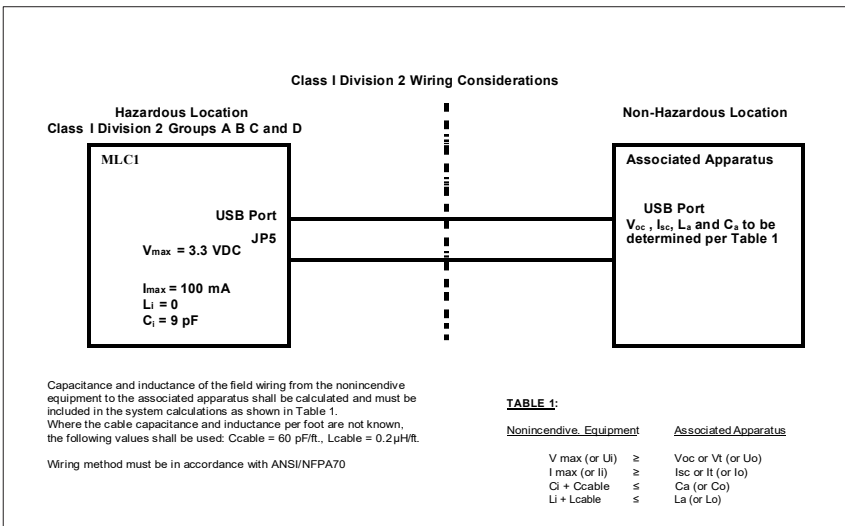 Class I Division 2 Wiring Considerations
Hazardous Location
Class I Division 2 Groups A B C and D
Non-Hazardous Location
MLC1
USB Port
JP5
Vmax = 3.3 VDC
Imax = 100 mA
Li = 0
Ci = 9 pF
Associated Apparatus
USB Port
Voc , Isc, La and Ca to be
determined per Table 1
Capacitance and inductance of the field wiring from the nonincendive
equipment to the associated apparatus shall be calculated and must be
included in the system calculations as shown in Table 1.
Where the cable capacitance and inductance per foot are not known,
the following values shall be used: Ccable = 60 pF/ft., Lcable = 0.2µH/ft.
Wiring method must be in accordance with ANSI/NFPA70
TABLE 1:
Nonincendive. Equipment Associated Apparatus
V max (or Ui) ≥ Voc or Vt (or Uo)
I max (or Ii) ≥ Isc or It (or Io)
Ci + Ccable ≤ Ca (or Co)
Li + Lcable ≤ La (or Lo)